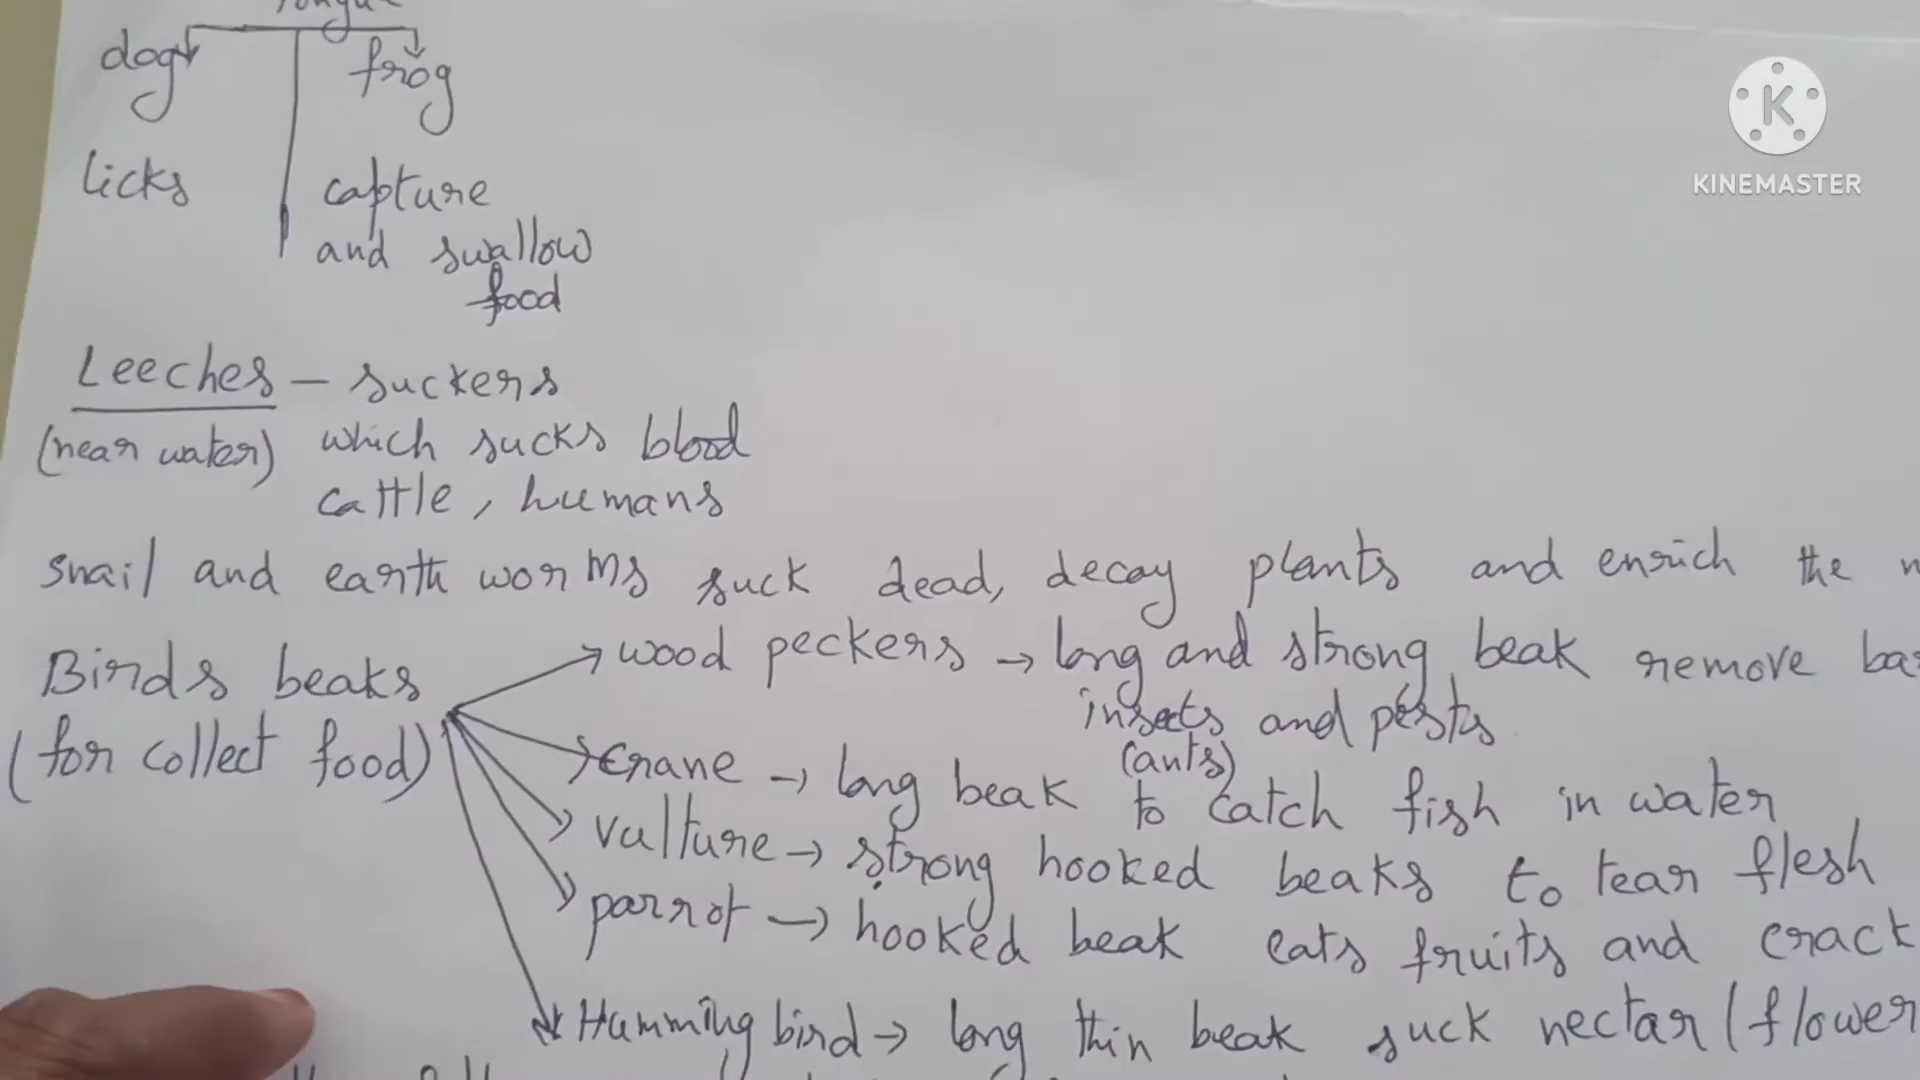 Tongue
dog frog
licks capture
and swallow
food
Leeches – suckers
(near water) which sucks blood
cattle, humans
snail and earth worms suck dead, decay plants and enrich the
Birds beaks → wood peckers → long and strong beak remove
(for collect food) insects and pests
(ants)
crane → long beak to catch fish in water
vulture → strong hooked beaks to tear flesh
parrot → hooked beak eats fruits and crack
Humming bird → long thin beak suck nectar (flower
K
KINEMASTER